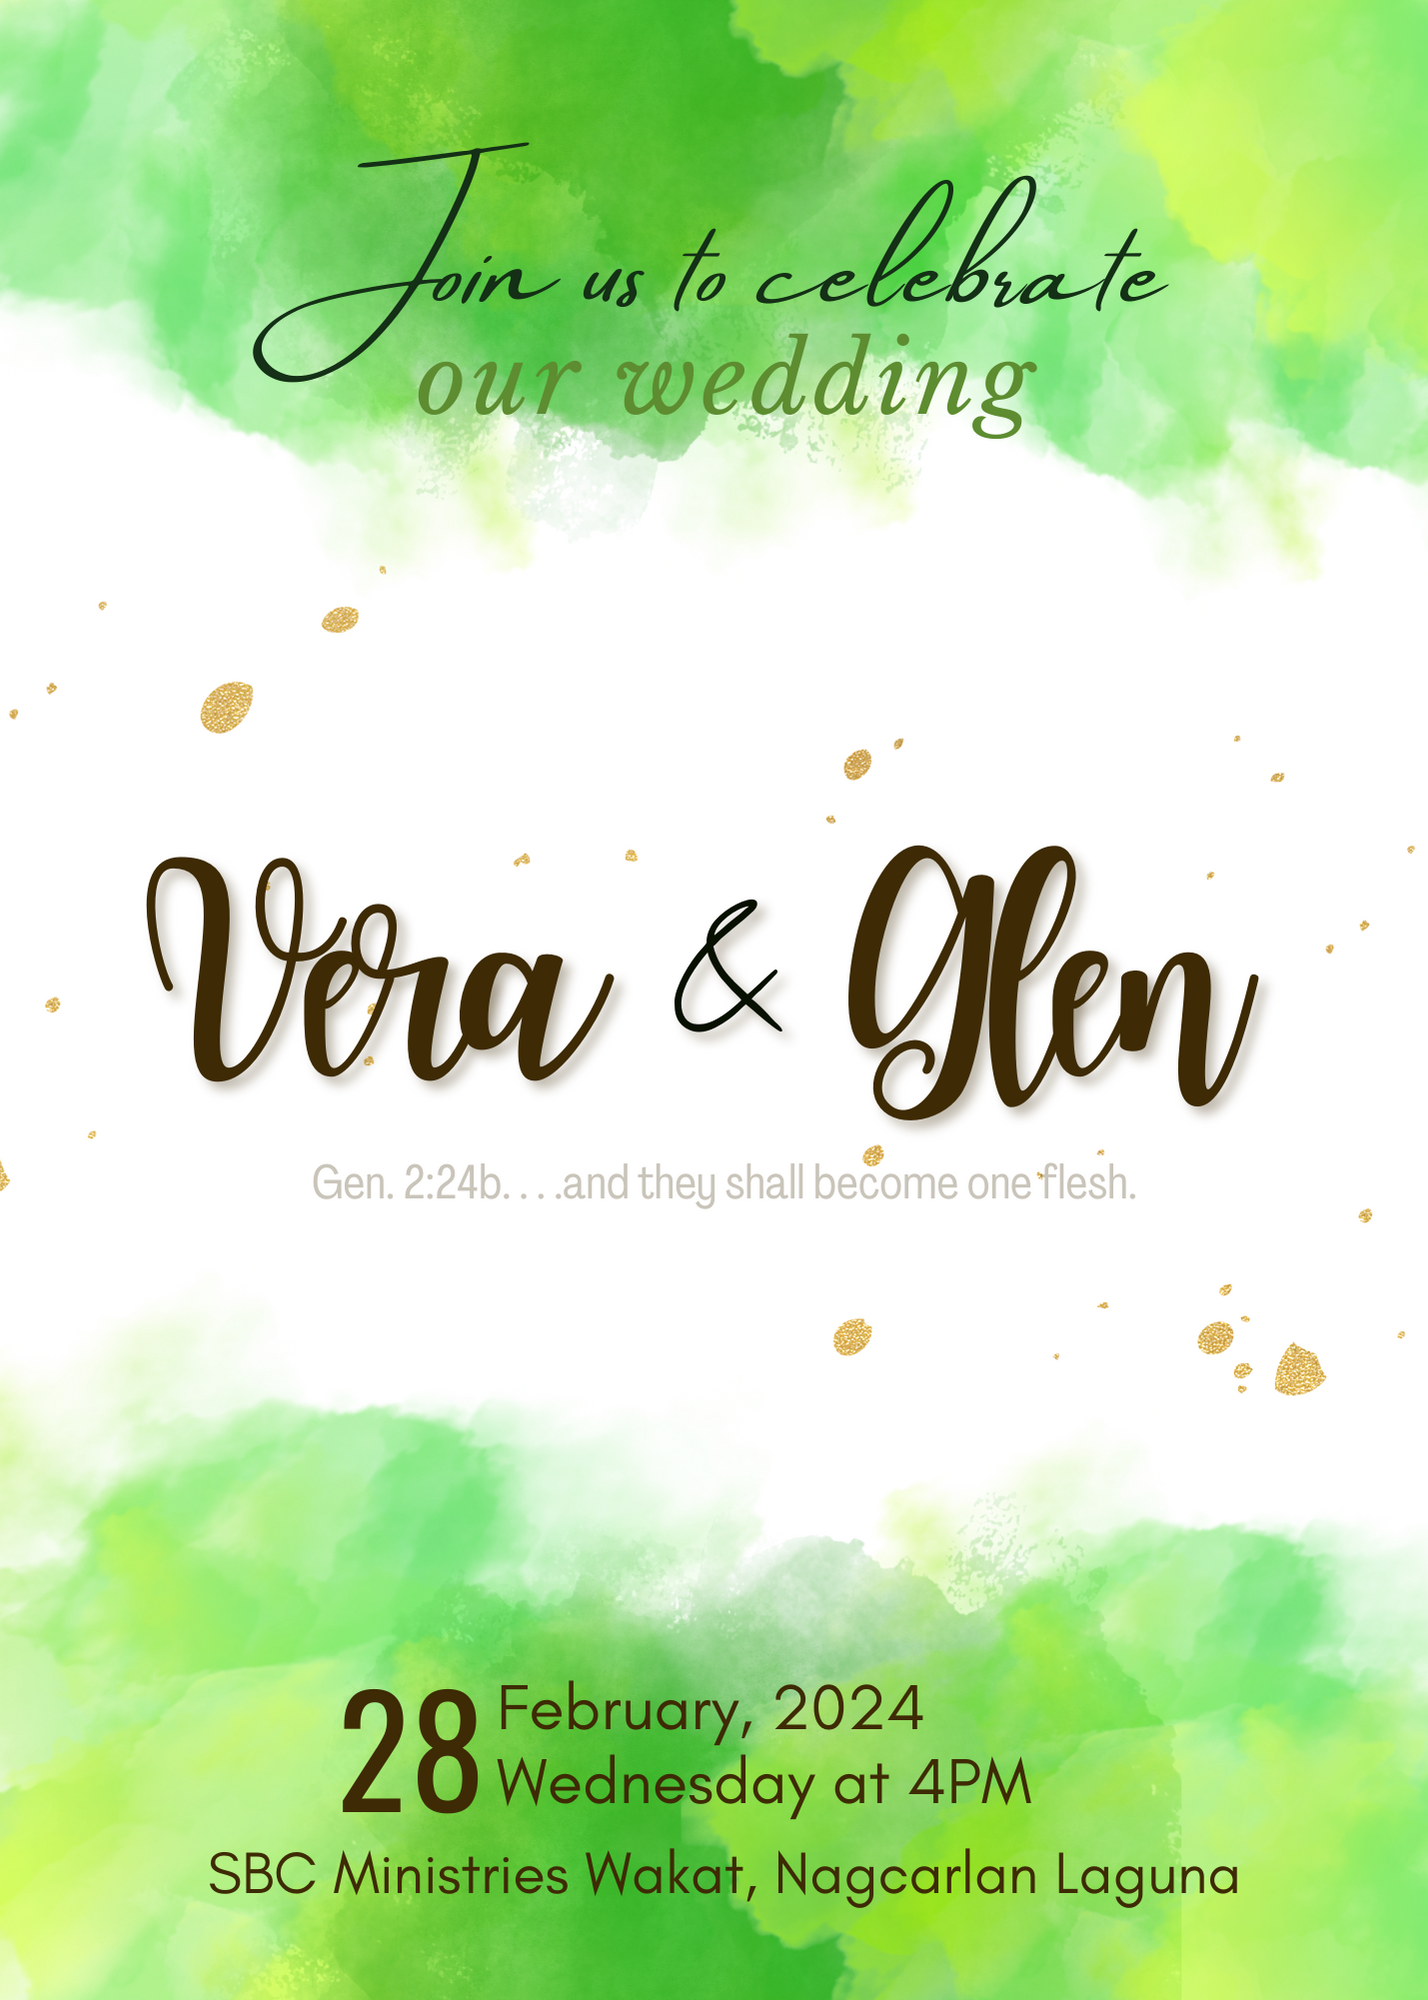 Join us to celebrate
our wedding
Vera & Glen
Gen. 2:24b. . . .and they shall become one flesh.
28 February, 2024
Wednesday at 4PM
SBC Ministries Wakat, Nagcarlan Laguna